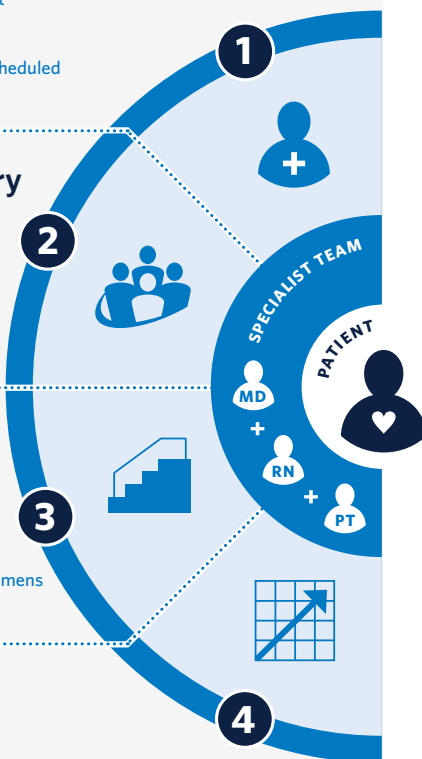 1
heduled
ry
2
SPECIALIST TEAM
PATIENT
MD
+
RN
+
PT
3
mens
4